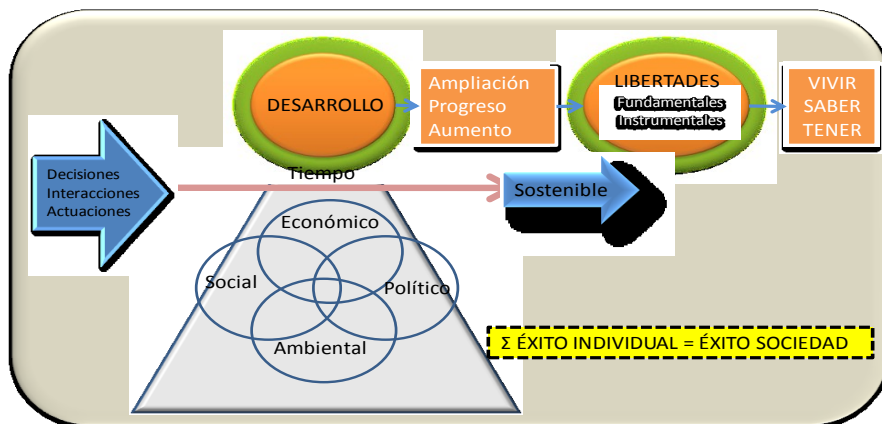 DESARROLLO
Ampliación
Progreso
Aumento
LIBERTADES
Fundamentales
Instrumentales
VIVIR
SABER
TENER
Decisiones
Interacciones
Actuaciones
Tiempo
Sostenible
Económico
Social
Político
Ambiental
Σ ÉXITO INDIVIDUAL = ÉXITO SOCIEDAD